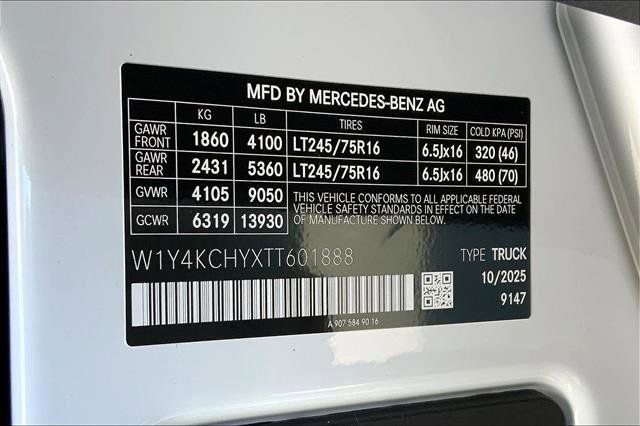 MFD BY MERCEDES-BENZ AG
KG LB TIRES RIM SIZE COLD KPA (PSI)
GAWR FRONT 1860 4100 LT245/75R16 6.5Jx16 320 (46)
GAWR REAR 2431 5360 LT245/75R16 6.5Jx16 480 (70)
GVWR 4105 9050
GCWR 6319 13930
THIS VEHICLE CONFORMS TO ALL APPLICABLE FEDERAL
VEHICLE SAFETY STANDARDS IN EFFECT ON THE DATE
OF MANUFACTURE SHOWN ABOVE.
W1Y4KCHYXTT601888
TYPE TRUCK
10/2025
9147
A 907 584 90 16